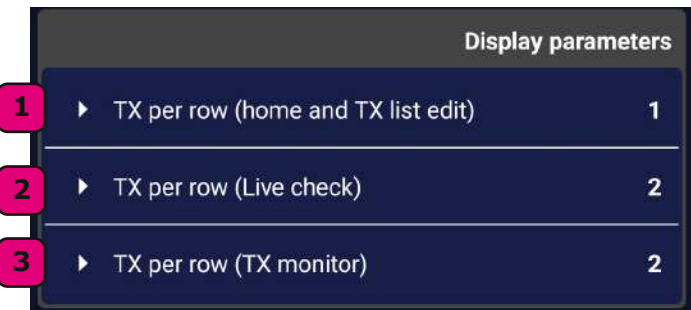 Display parameters
1 TX per row (home and TX list edit) 1
2 TX per row (Live check) 2
3 TX per row (TX monitor) 2